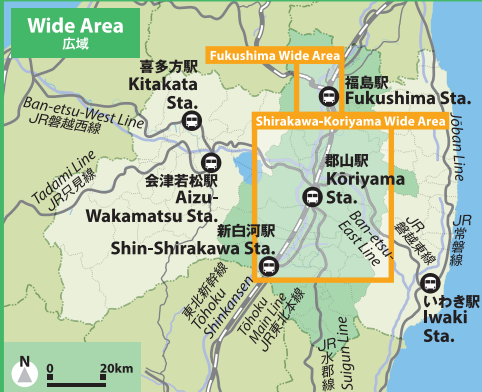 Wide Area
広域
Fukushima Wide Area
喜多方駅
Kitakata
Sta.
福島駅
Fukushima Sta.
Shirakawa-Koriyama Wide Area
Ban-etsu-West Line
JR磐越西線
Joban Line
JR常磐線
Tadami Line
JR只見線
会津若松駅
Aizu-
Wakamatsu Sta.
郡山駅
Kōriyama
Sta.
新白河駅
Shin-Shirakawa Sta.
Ban-etsu-
East Line
JR
磐越東線
いわき駅
Iwaki
Sta.
東北新幹線
Tōhoku
Shinkansen
Tōhoku
Main Line
JR東北本線
JR水郡線
Suigun Line
N
0 20km